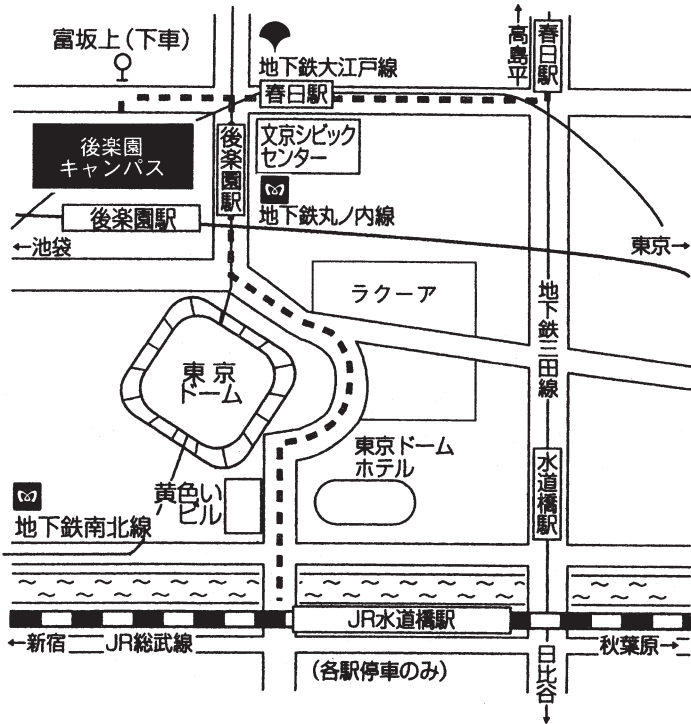 富坂上(下車)
地下鉄大江戸線
↑高島平
春日駅
春日駅
後楽園
キャンパス
後楽園駅
文京シビック
センター
地下鉄丸ノ内線
後楽園駅
←池袋
東京→
ラクーア
地下鉄三田線
東京
ドーム
東京ドーム
ホテル
水道橋駅
黄色い
ビル
地下鉄南北線
JR水道橋駅
←新宿
JR総武線
(各駅停車のみ)
秋葉原→
日比谷↓